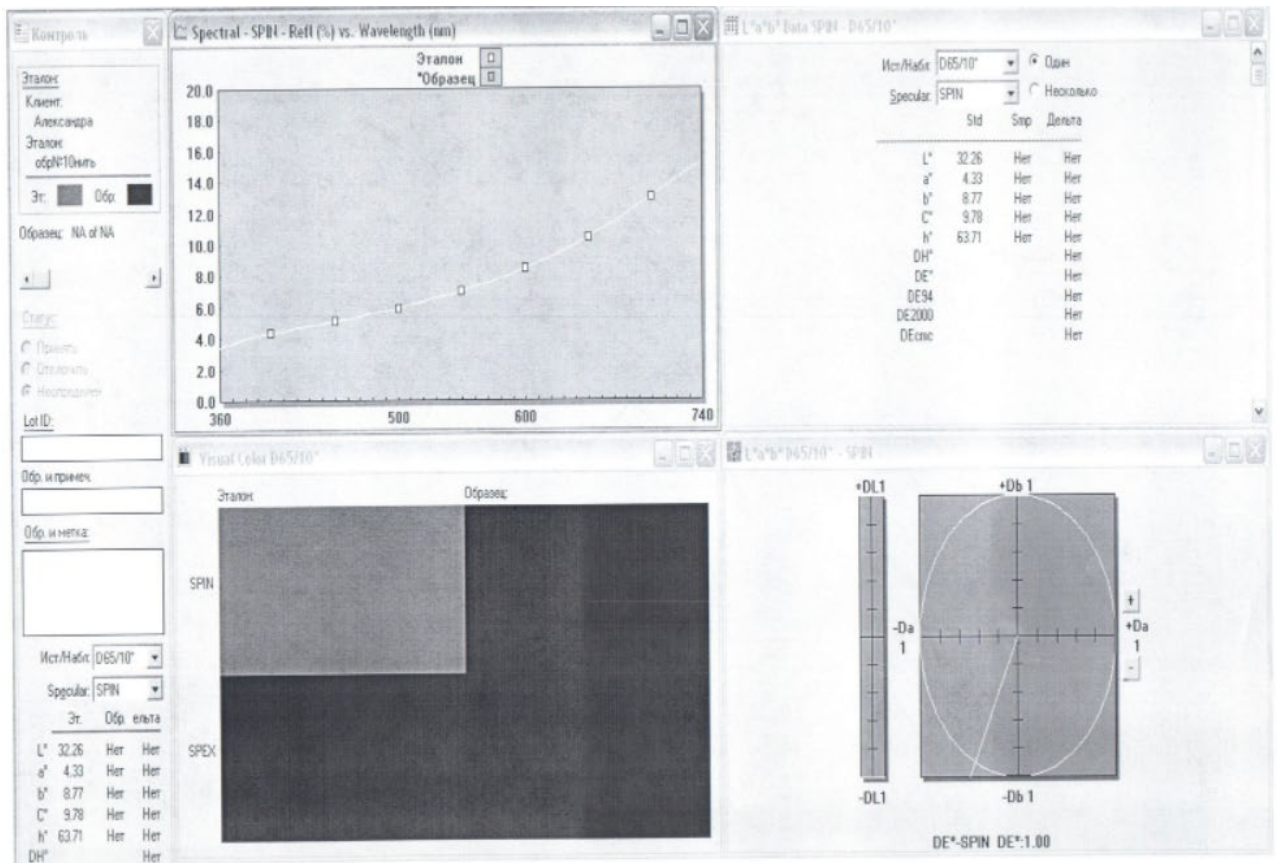 Контроль
Эталон:
Клиент:
Александра
Эталон:
обр№10нить
Эт: Обр:
Образец: NA of NA
Статус:
Принять
Отклонить
Неопределен
Lot ID:
Обр. и примеч.
Обр. и метка:
Ист/Набл: D65/10°
Specular: SPIN
Эт. Обр. ельта
L* 32.26 Нет Нет
a* 4.33 Нет Нет
b* 8.77 Нет Нет
C* 9.78 Нет Нет
h* 63.71 Нет Нет
DH* Нет
Spectral - SPIN - Refl (%) vs. Wavelength (nm)
Эталон
*Образец
20.0
18.0
16.0
14.0
12.0
10.0
8.0
6.0
4.0
2.0
0.0
360 500 600 740
L*a*b* Data SPIN - D65/10°
Ист/Набл: D65/10° Один
Specular: SPIN Несколько
Std Smp Дельта
L* 32.26 Нет Нет
a* 4.33 Нет Нет
b* 8.77 Нет Нет
C* 9.78 Нет Нет
h* 63.71 Нет Нет
DH* Нет
DE* Нет
DE94 Нет
DE2000 Нет
DEcmc Нет
Visual Color D65/10°
Эталон: Образец:
SPIN
SPEX
L*a*b* D65/10° - SPIN
+DL1 +Db 1
-Da
1
+
+Da
1
-
-DL1 -Db 1
DE*-SPIN DE*:1.00